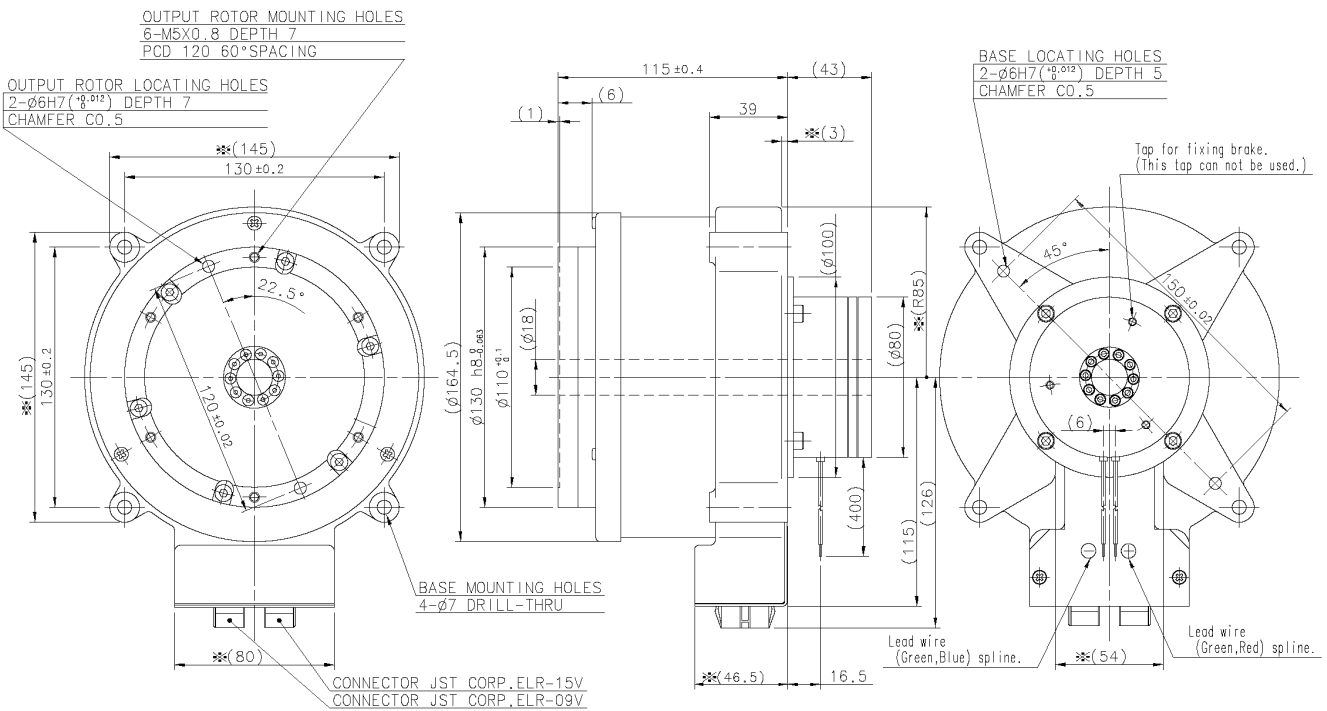 OUTPUT ROTOR MOUNTING HOLES
6-M5X0.8 DEPTH 7
PCD 120 60°SPACING
OUTPUT ROTOR LOCATING HOLES
2-Ø6H7(+0.012 0) DEPTH 7
CHAMFER C0.5
※(145)
130±0.2
22.5°
120±0.02
※(145)
130±0.2
BASE MOUNTING HOLES
4-Ø7 DRILL-THRU
※(80)
CONNECTOR JST CORP.ELR-15V
CONNECTOR JST CORP.ELR-09V
115±0.4
(43)
(6)
(1)
39
※(3)
(Ø164.5)
Ø130 h8 0 -0.063
Ø110 +0.1 0
(Ø18)
(Ø100)
(Ø80)
※(R85)
(400)
(115)
(126)
※(46.5)
16.5
BASE LOCATING HOLES
2-Ø6H7(+0.012 0) DEPTH 5
CHAMFER C0.5
Tap for fixing brake.
(This tap can not be used.)
45°
150±0.02
(6)
Lead wire
(Green,Blue) spline.
Lead wire
(Green,Red) spline.
※(54)